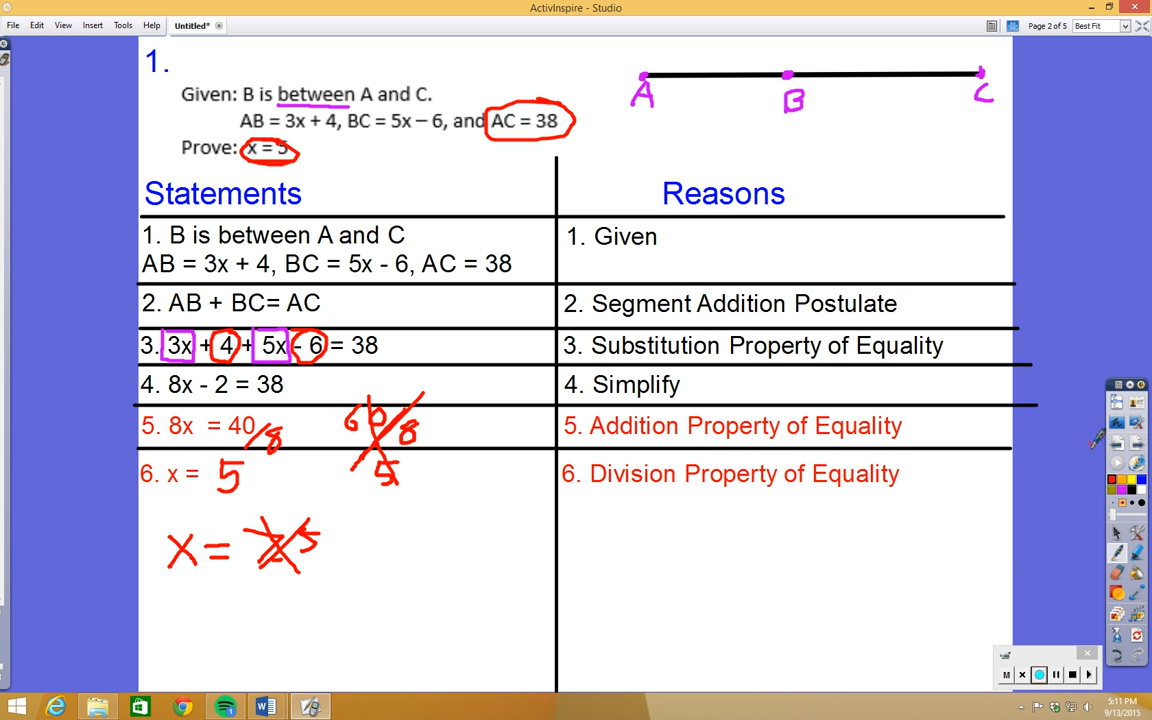 ActivInspire - Studio
File Edit View Insert Tools Help Untitled* Page 2 of 5 Best Fit
1.
Given: B is between A and C.
AB = 3x + 4, BC = 5x – 6, and AC = 38
Prove: x = 5
A B C
Statements Reasons
1. B is between A and C
AB = 3x + 4, BC = 5x - 6, AC = 38
1. Given
2. AB + BC= AC
2. Segment Addition Postulate
3. 3x + 4 + 5x - 6 = 38
3. Substitution Property of Equality
4. 8x - 2 = 38
4. Simplify
5. 8x = 40 /8
5. Addition Property of Equality
6. x = 5
6. Division Property of Equality
8
5
x =
5
M
5:11 PM
9/13/2015